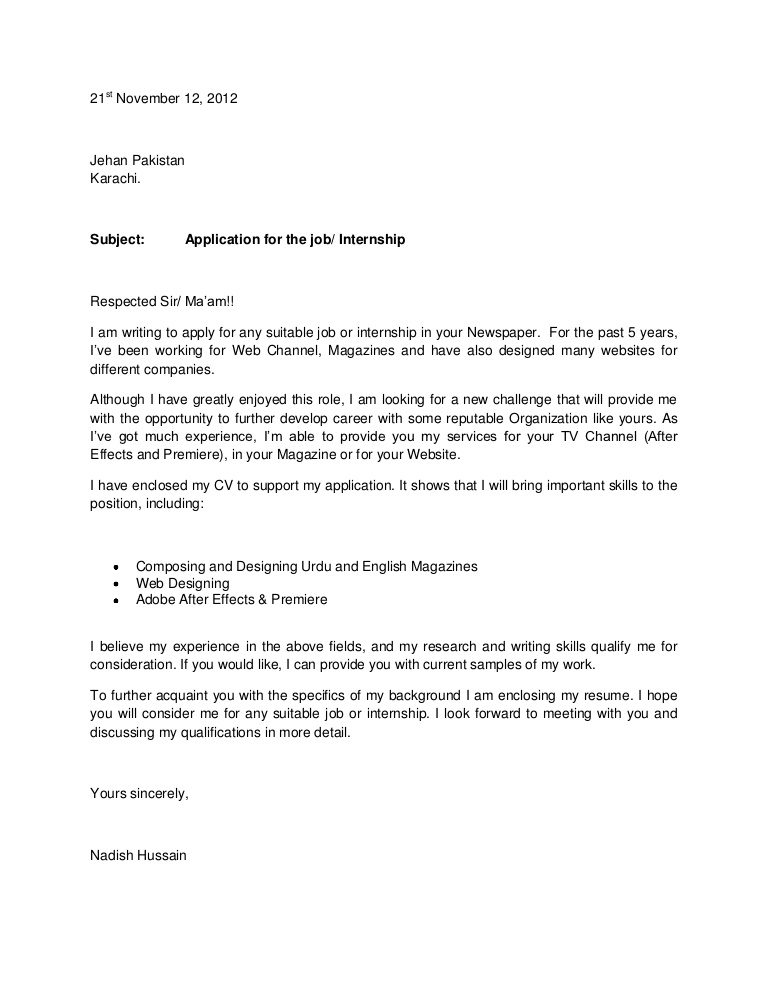 21st November 12, 2012
Jehan Pakistan
Karachi.
Subject: Application for the job/ Internship
Respected Sir/ Ma'am!!
I am writing to apply for any suitable job or internship in your Newspaper. For the past 5 years,
I've been working for Web Channel, Magazines and have also designed many websites for
different companies.
Although I have greatly enjoyed this role, I am looking for a new challenge that will provide me
with the opportunity to further develop career with some reputable Organization like yours. As
I've got much experience, I'm able to provide you my services for your TV Channel (After
Effects and Premiere), in your Magazine or for your Website.
I have enclosed my CV to support my application. It shows that I will bring important skills to the
position, including:
• Composing and Designing Urdu and English Magazines
• Web Designing
• Adobe After Effects & Premiere
I believe my experience in the above fields, and my research and writing skills qualify me for
consideration. If you would like, I can provide you with current samples of my work.
To further acquaint you with the specifics of my background I am enclosing my resume. I hope
you will consider me for any suitable job or internship. I look forward to meeting with you and
discussing my qualifications in more detail.
Yours sincerely,
Nadish Hussain